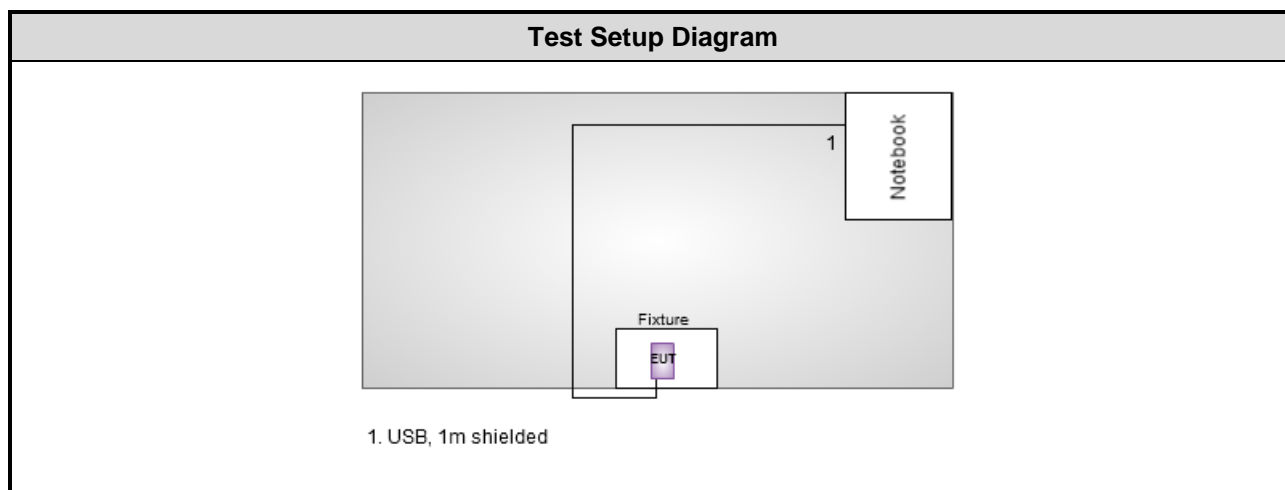 Test Setup Diagram
1
Notebook
Fixture
EUT
1. USB, 1m shielded